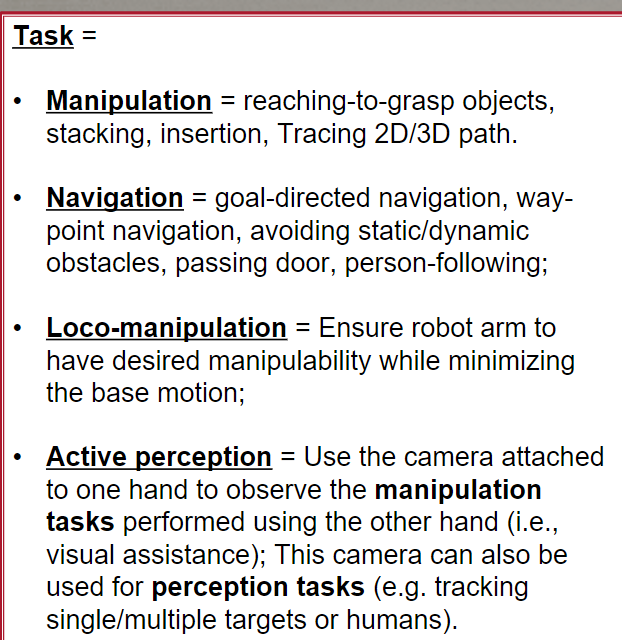 Task =
• Manipulation = reaching-to-grasp objects,
stacking, insertion, Tracing 2D/3D path.
• Navigation = goal-directed navigation, way-
point navigation, avoiding static/dynamic
obstacles, passing door, person-following;
• Loco-manipulation = Ensure robot arm to
have desired manipulability while minimizing
the base motion;
• Active perception = Use the camera attached
to one hand to observe the manipulation
tasks performed using the other hand (i.e.,
visual assistance); This camera can also be
used for perception tasks (e.g. tracking
single/multiple targets or humans).